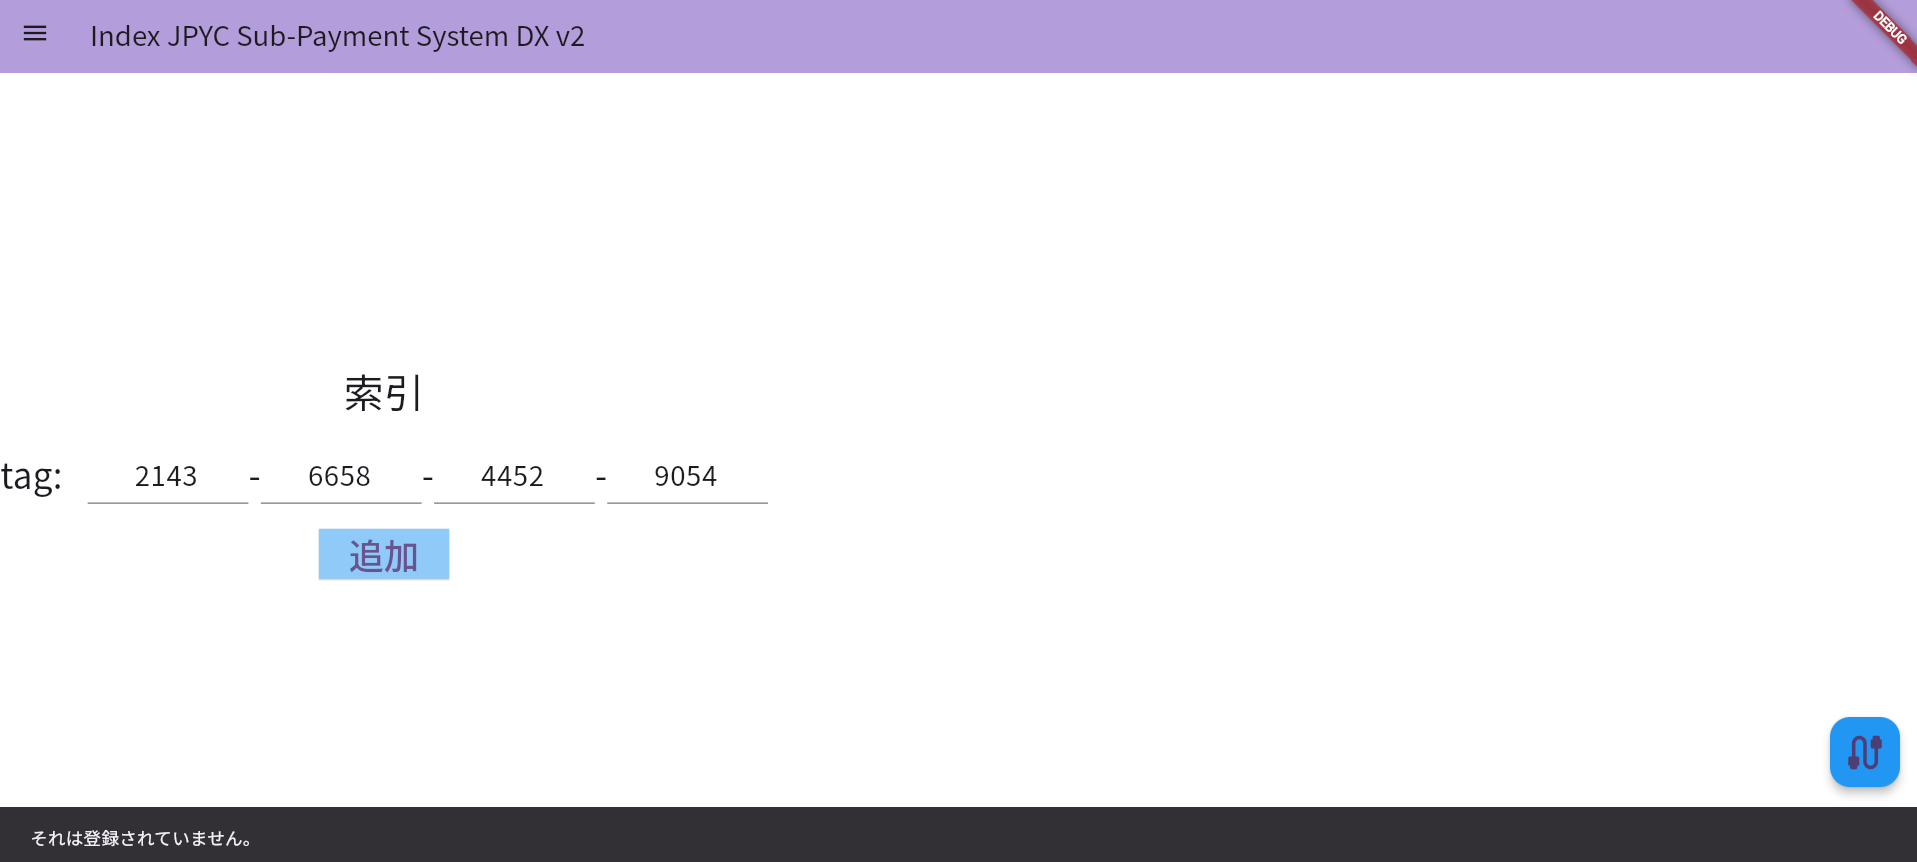 Index JPYC Sub-Payment System DX v2
DEBUG
索引
tag: 2143 - 6658 - 4452 - 9054
追加
それは登録されていません。